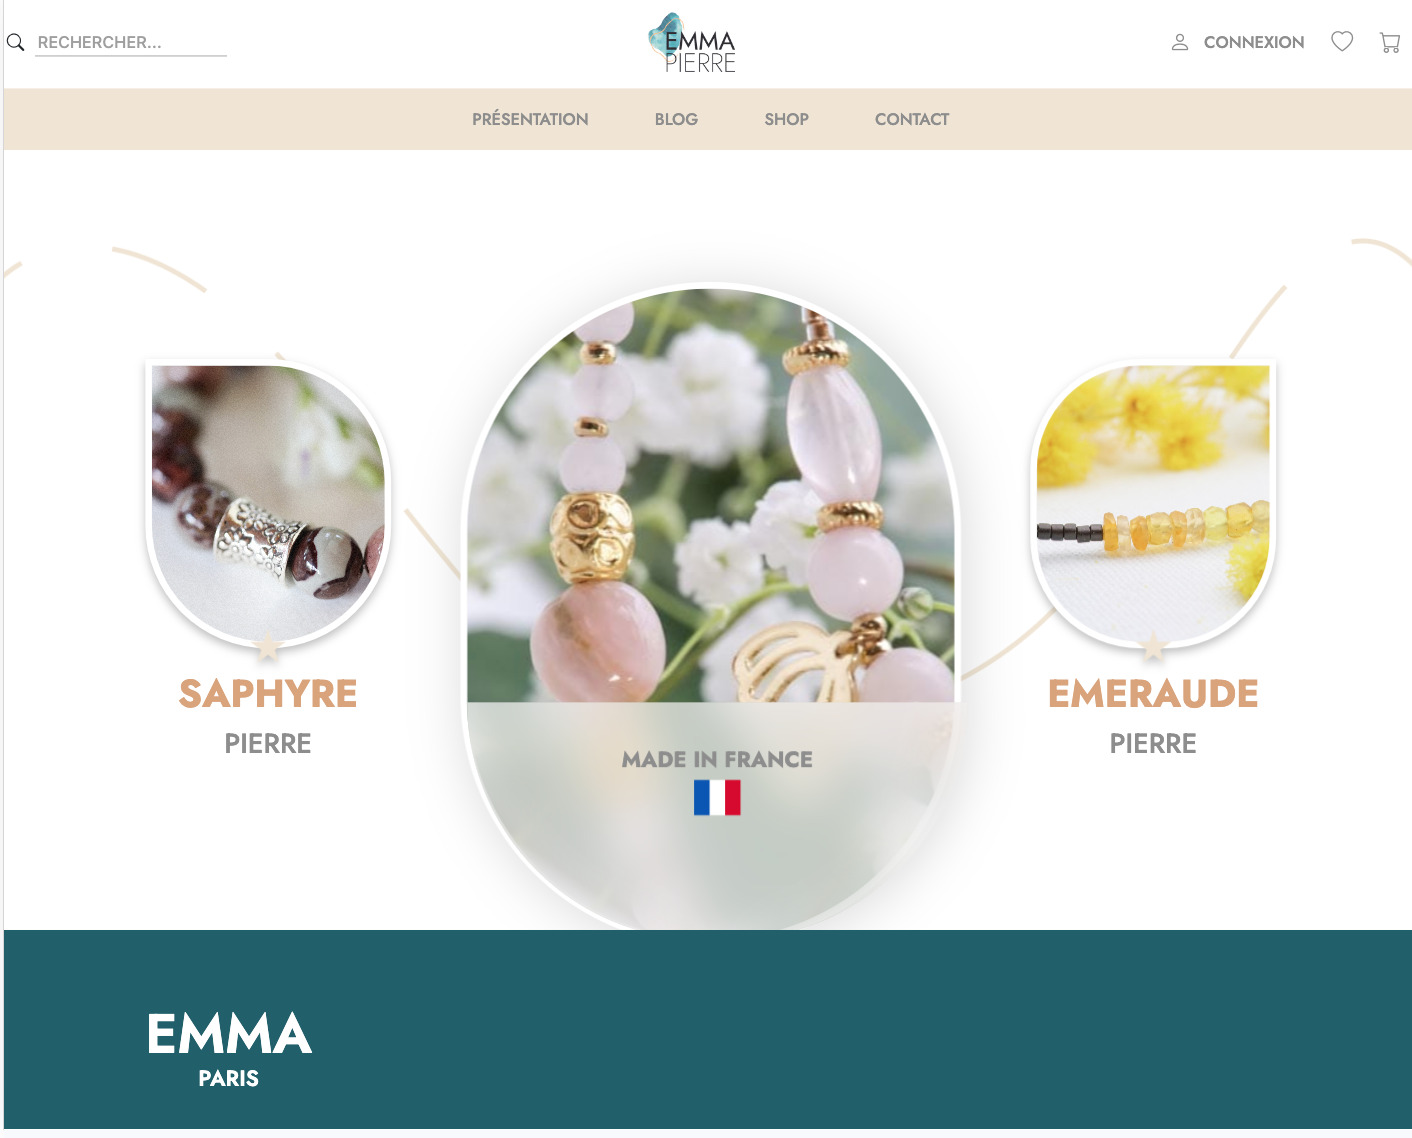 RECHERCHER...
EMMA
PIERRE
CONNEXION
PRÉSENTATION
BLOG
SHOP
CONTACT
SAPHYRE
PIERRE
MADE IN FRANCE
EMERAUDE
PIERRE
EMMA
PARIS